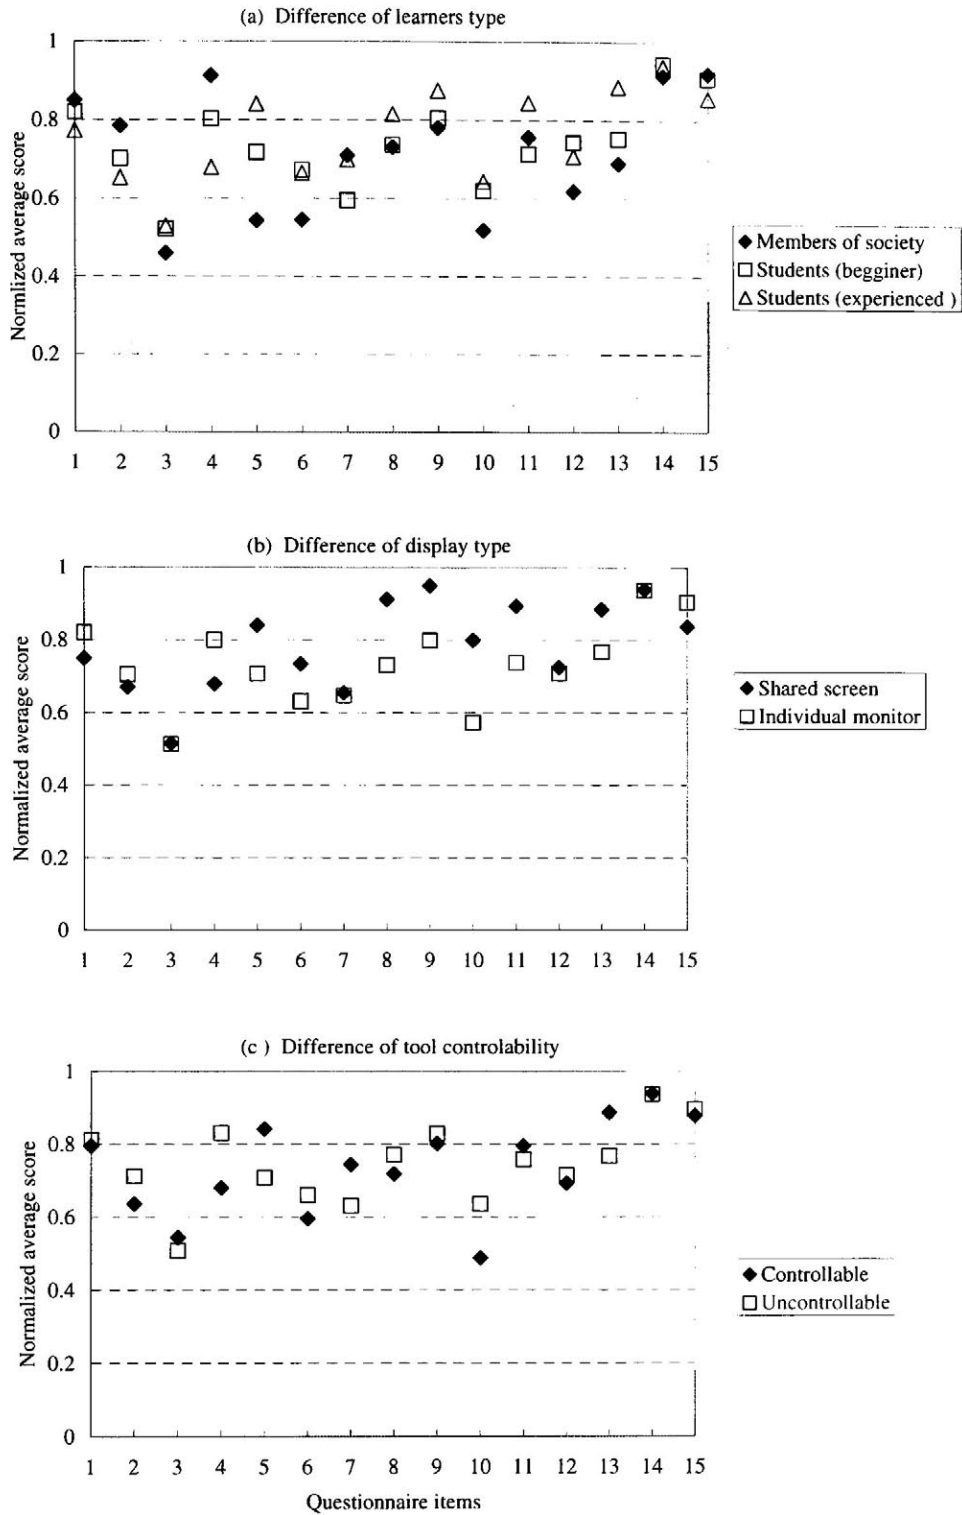 (a) Difference of learners type
Normlized average score
1
0.8
0.6
0.4
0.2
0
1 2 3 4 5 6 7 8 9 10 11 12 13 14 15
Members of society
Students (begginer)
Students (experienced )
(b) Difference of display type
Normalized average score
1
0.8
0.6
0.4
0.2
0
1 2 3 4 5 6 7 8 9 10 11 12 13 14 15
Shared screen
Individual monitor
(c ) Difference of tool controlability
Normalized average score
1
0.8
0.6
0.4
0.2
0
1 2 3 4 5 6 7 8 9 10 11 12 13 14 15
Questionnaire items
Controllable
Uncontrollable